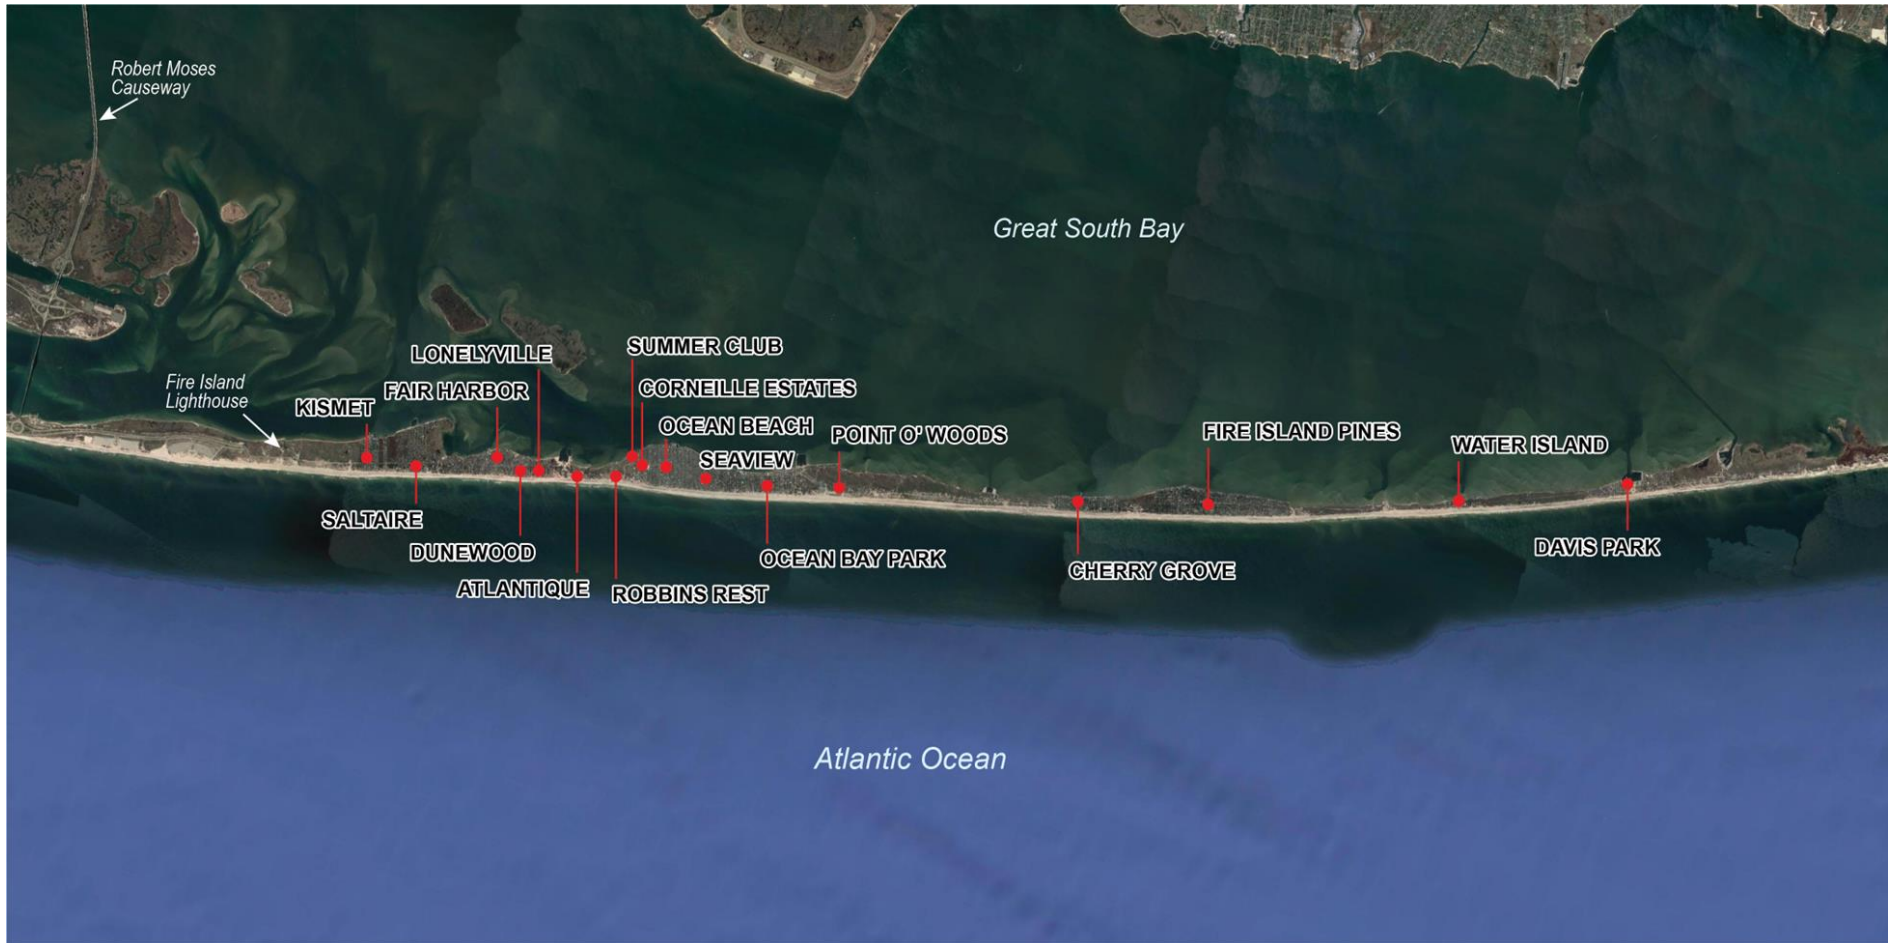 Robert Moses
Causeway
Great South Bay
SUMMER CLUB
LONELYVILLE
Fire Island
Lighthouse
FAIR HARBOR
CORNEILLE ESTATES
KISMET
OCEAN BEACH
POINT O' WOODS
FIRE ISLAND PINES
WATER ISLAND
SEAVIEW
SALTAIRE
DUNEWOOD
OCEAN BAY PARK
DAVIS PARK
CHERRY GROVE
ATLANTIQUE
ROBBINS REST
Atlantic Ocean